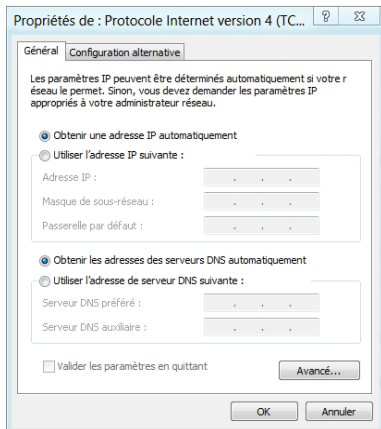 Propriétés de : Protocole Internet version 4 (TC...
Général
Configuration alternative
Les paramètres IP peuvent être déterminés automatiquement si votre r
éseau le permet. Sinon, vous devez demander les paramètres IP
appropriés à votre administrateur réseau.
Obtenir une adresse IP automatiquement
Utiliser l'adresse IP suivante :
Adresse IP :
Masque de sous-réseau :
Passerelle par défaut :
Obtenir les adresses des serveurs DNS automatiquement
Utiliser l'adresse de serveur DNS suivante :
Serveur DNS préféré :
Serveur DNS auxiliaire :
Valider les paramètres en quittant
Avancé...
OK
Annuler